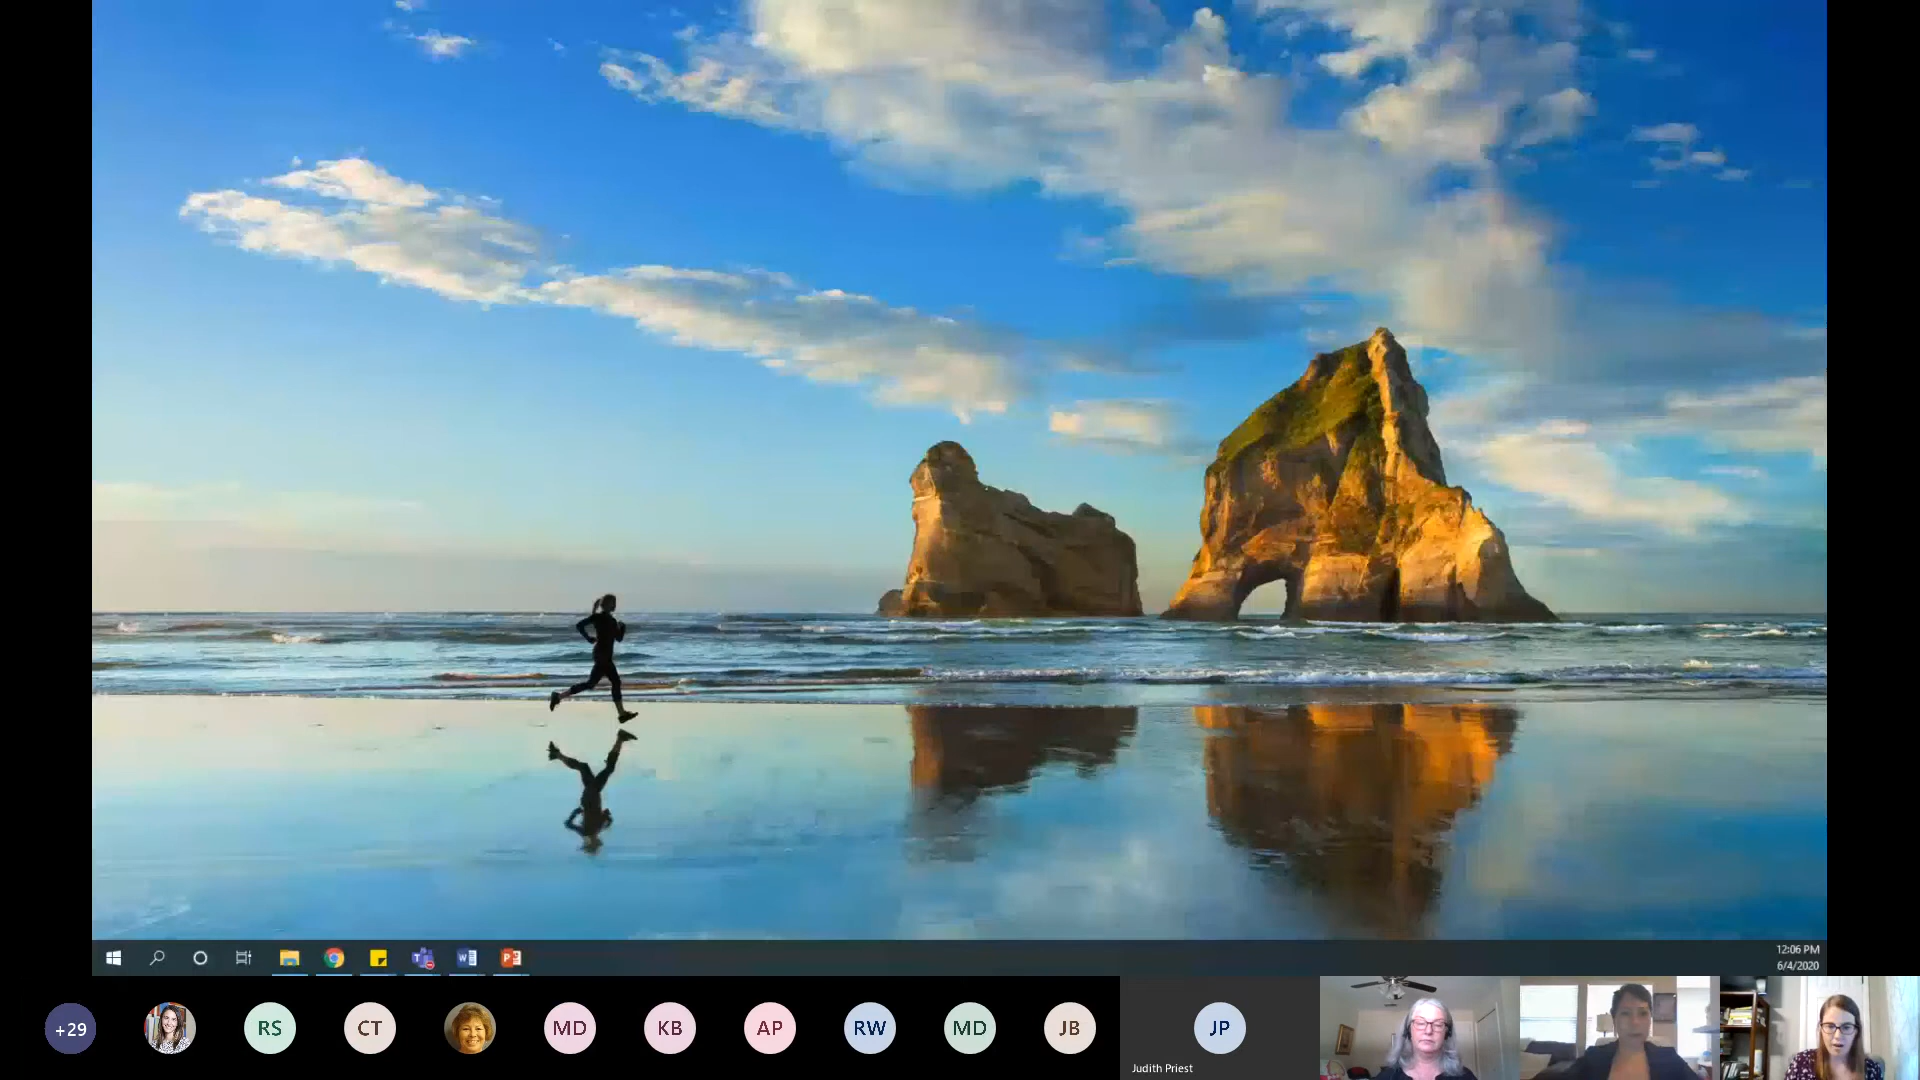 12:06 PM
6/4/2020
+29
RS
CT
MD
KB
AP
RW
MD
JB
JP
Judith Priest